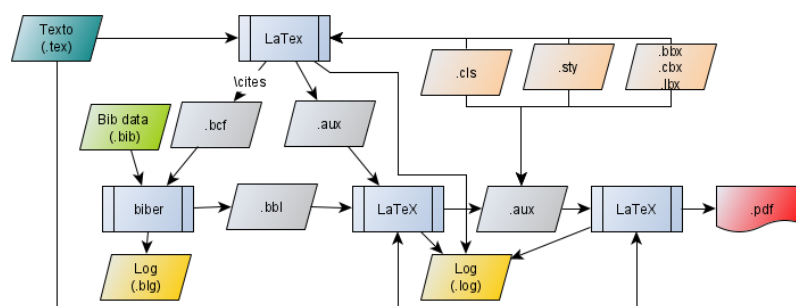 Texto
(.tex)
LaTex
.cls
.sty
.bbx
.cbx
.lbx
\cites
Bib data
(.bib)
.bcf
.aux
biber
.bbl
LaTeX
.aux
LaTeX
.pdf
Log
(.blg)
Log
(.log)